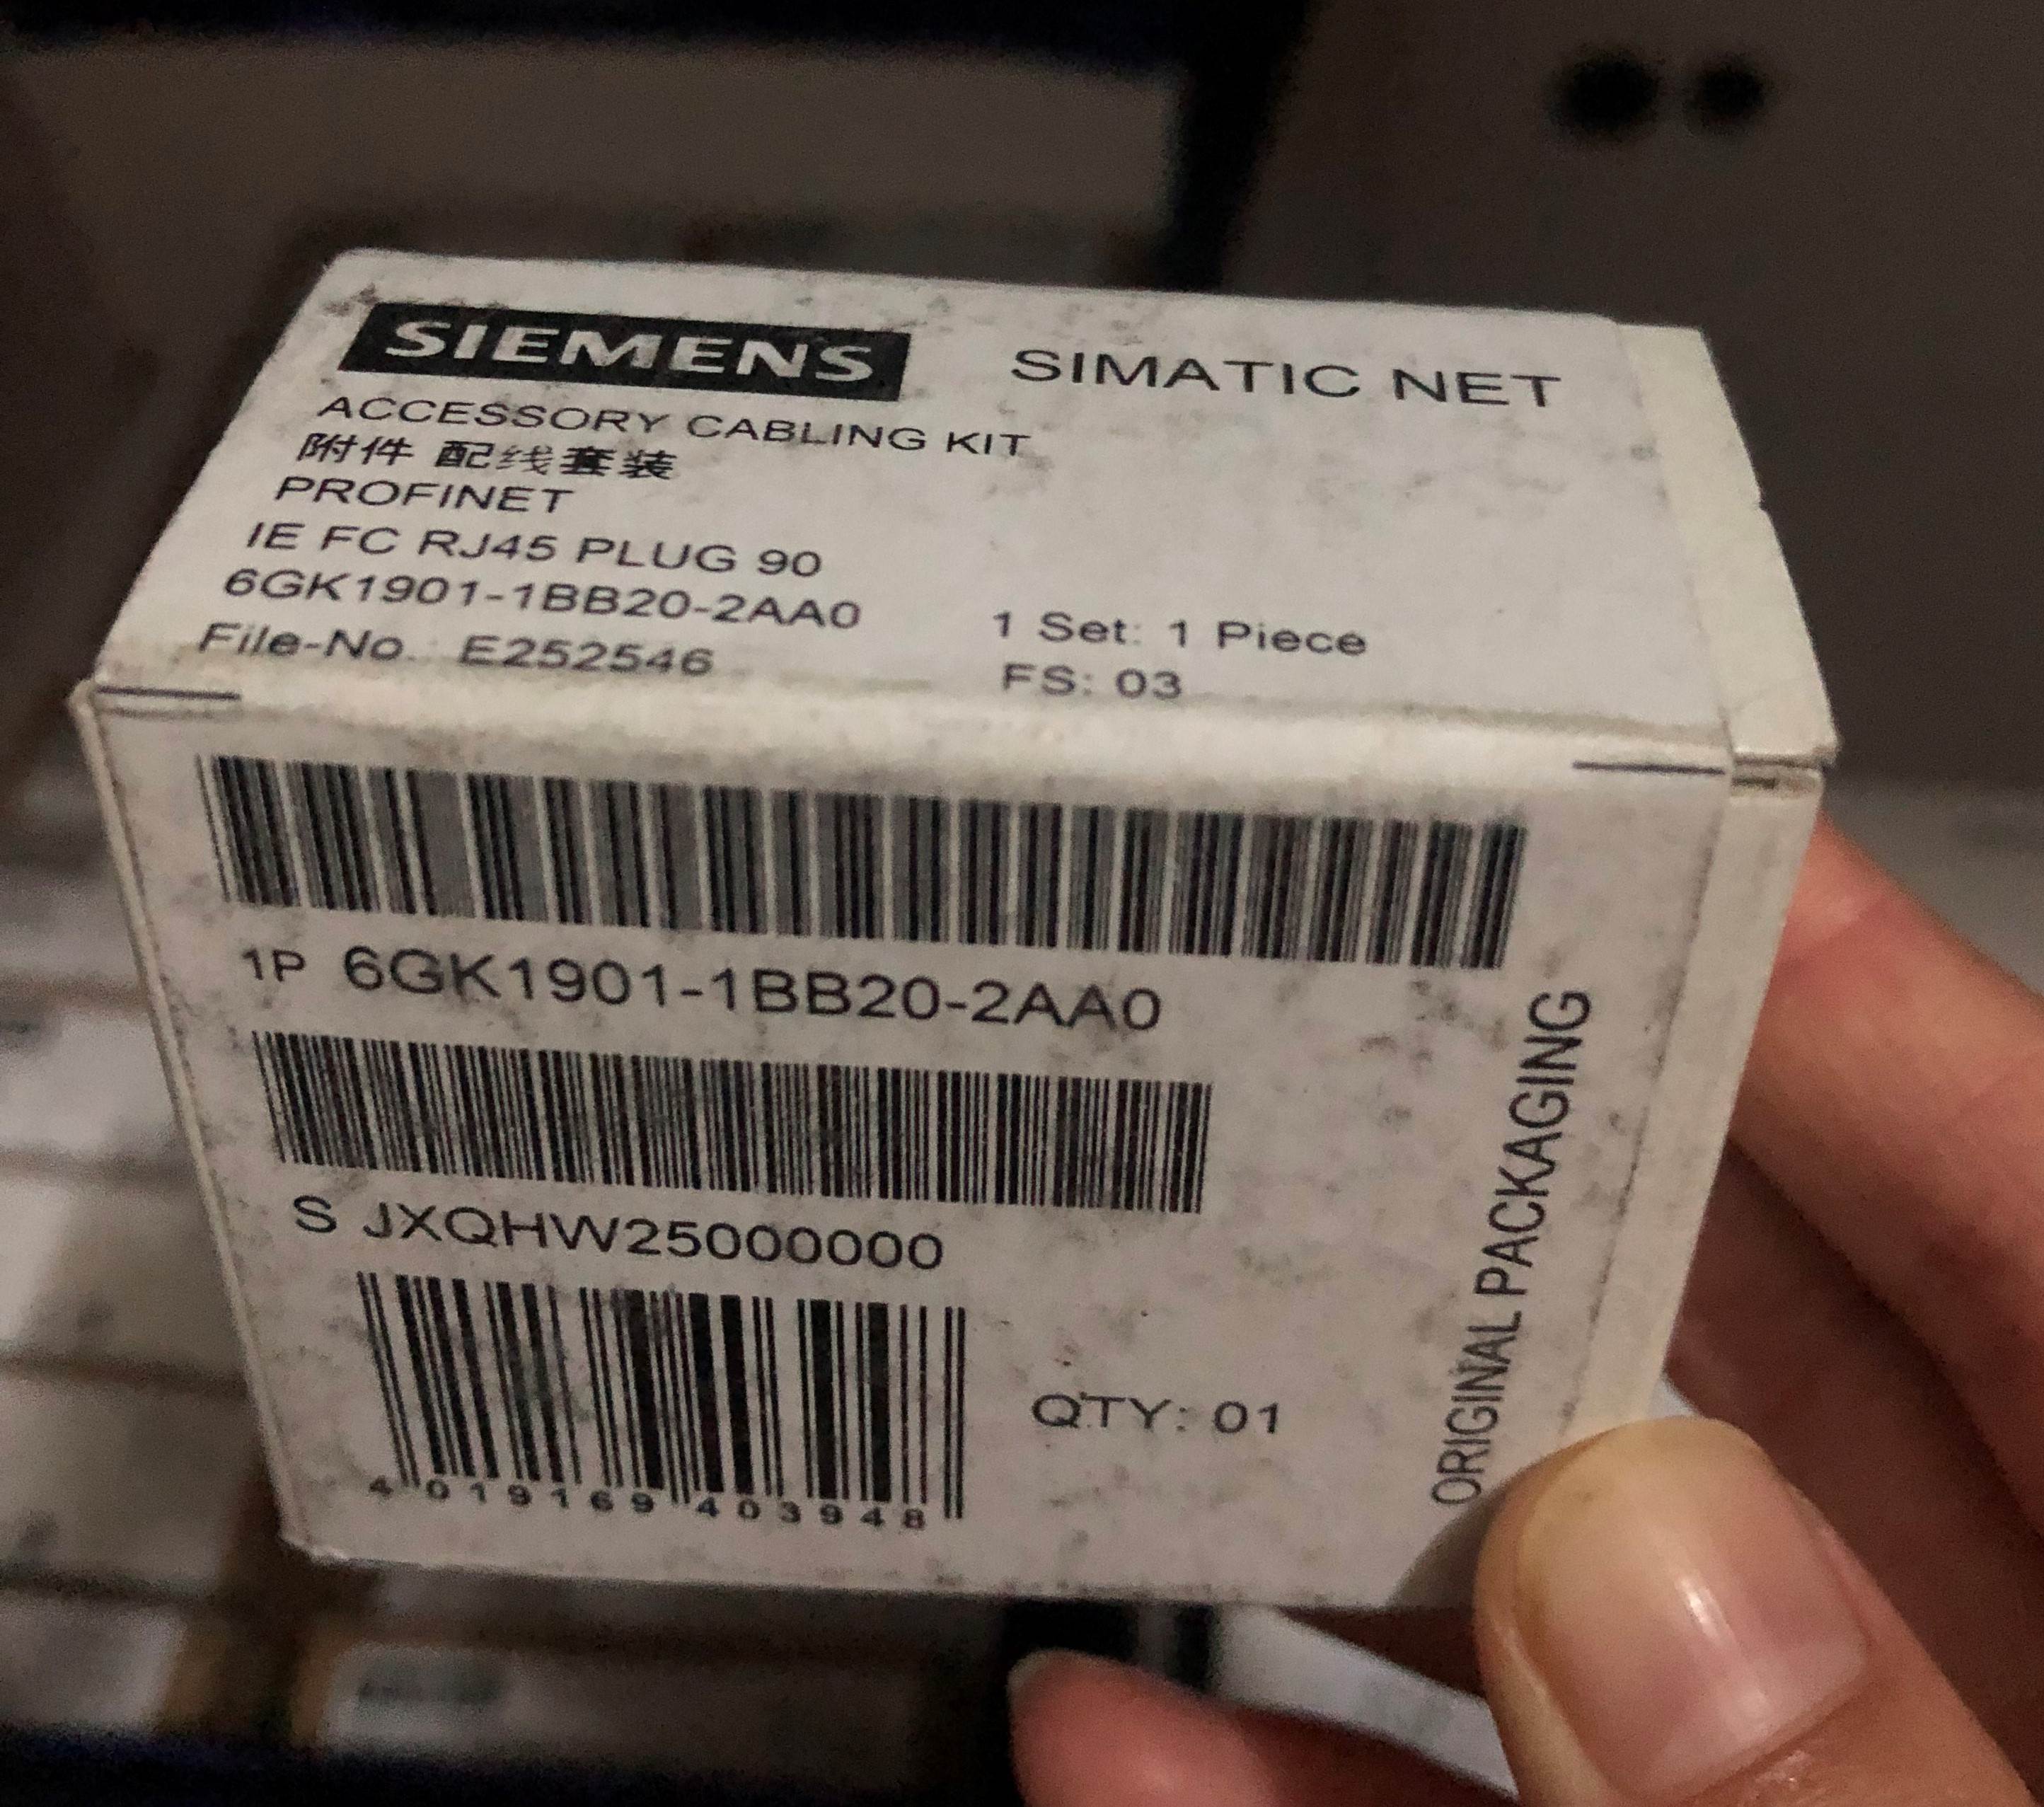 SIEMENS SIMATIC NET
ACCESSORY CABLING KIT
附件 配线套装
PROFINET
IE FC RJ45 PLUG 90
6GK1901-1BB20-2AA0 1 Set: 1 Piece
File-No.: E252546 FS: 03
1P 6GK1901-1BB20-2AA0
S JXQHW25000000
4 019169 403948
QTY: 01
ORIGINAL PACKAGING